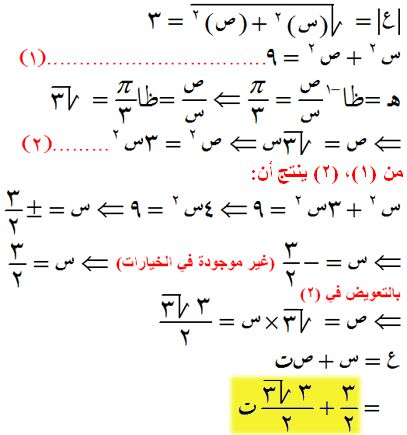 |ع| = √((س)² + (ص)²) = ٣
س² + ص² = ٩ .................................(١)
هـ = ظا⁻¹ ص/س = π/٣ ⇐ ص/س = ظا π/٣ = √٣
⇐ ص = √٣ س ⇐ ص² = ٣س² .........(٢)
من (١)، (٢) ينتج أن:
س² + ٣س² = ٩ ⇐ ٤س² = ٩ ⇐ س = ± ٣/٢
⇐ س = −٣/٢ (غير موجودة في الخيارات) ⇐ س = ٣/٢
بالتعويض في (٢)
⇐ ص = √٣ × س = ٣√٣/٢
ع = س + ص ت
= ٣/٢ + ٣√٣/٢ ت